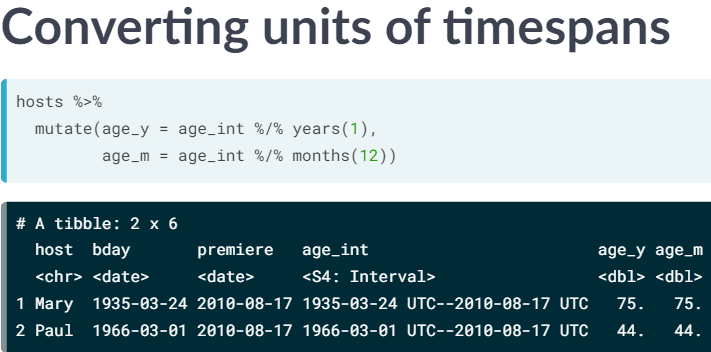 Converting units of timespans
hosts %>%
  mutate(age_y = age_int %/% years(1),
         age_m = age_int %/% months(12))
# A tibble: 2 x 6
  host  bday       premiere   age_int                        age_y age_m
  <chr> <date>     <date>     <S4: Interval>                 <dbl> <dbl>
1 Mary  1935-03-24 2010-08-17 1935-03-24 UTC--2010-08-17 UTC   75.   75.
2 Paul  1966-03-01 2010-08-17 1966-03-01 UTC--2010-08-17 UTC   44.   44.